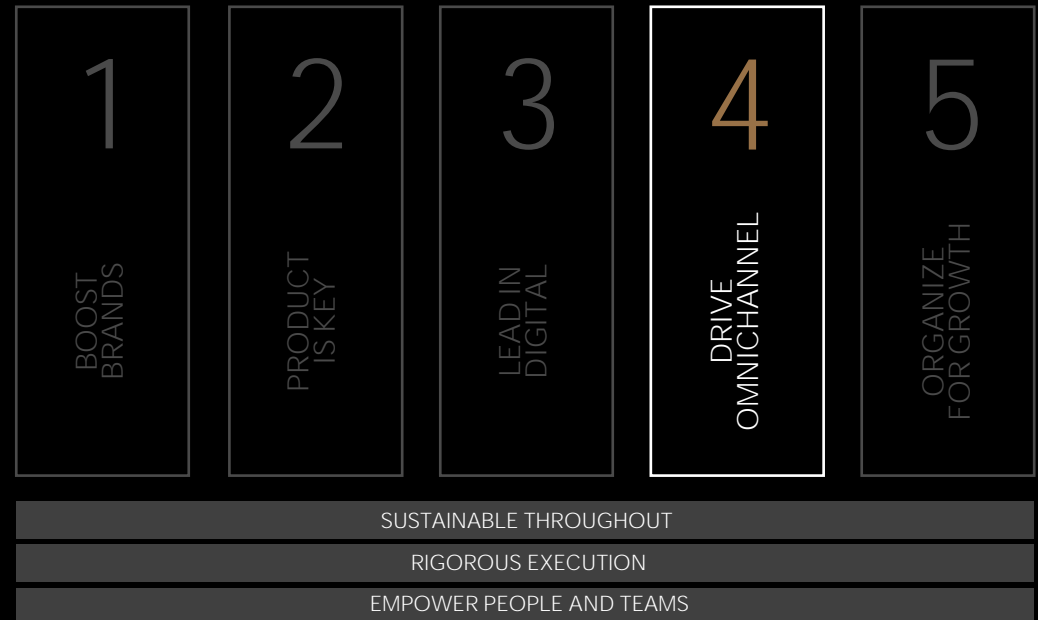 1
BOOST
BRANDS
2
PRODUCT
IS KEY
3
LEAD IN
DIGITAL
4
DRIVE
OMNICHANNEL
5
ORGANIZE
FOR GROWTH
SUSTAINABLE THROUGHOUT
RIGOROUS EXECUTION
EMPOWER PEOPLE AND TEAMS